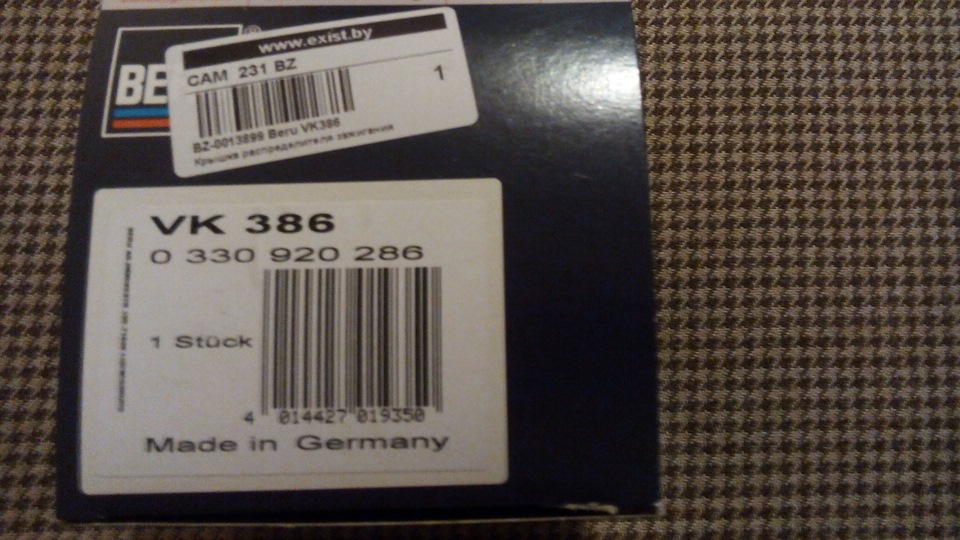 BE
www.exist.by
CAM 231 BZ
1
BZ-0013899 Beru VK386
Крышка распределителя зажигания
VK 386
0 330 920 286
1 Stück
4 014427 019350
Made in Germany